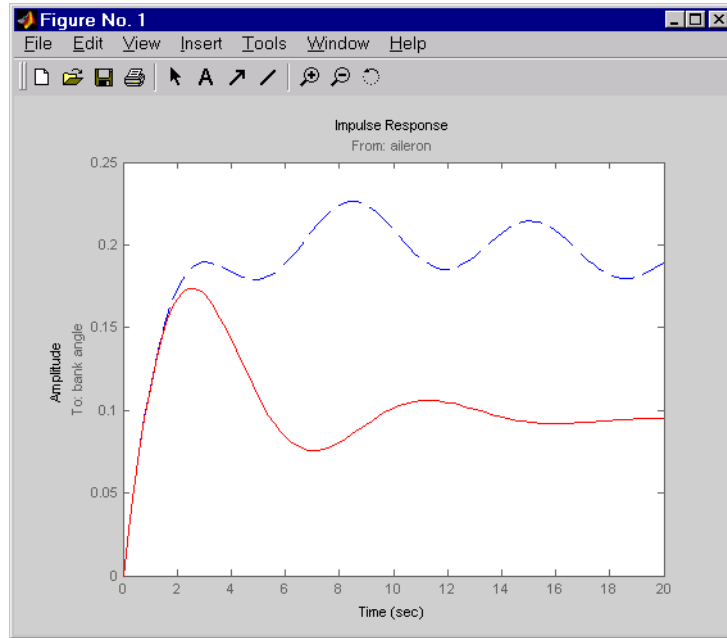 Figure No. 1
File Edit View Insert Tools Window Help
A
Impulse Response
From: aileron
Amplitude
To: bank angle
0.25
0.2
0.15
0.1
0.05
0
0 2 4 6 8 10 12 14 16 18 20
Time (sec)